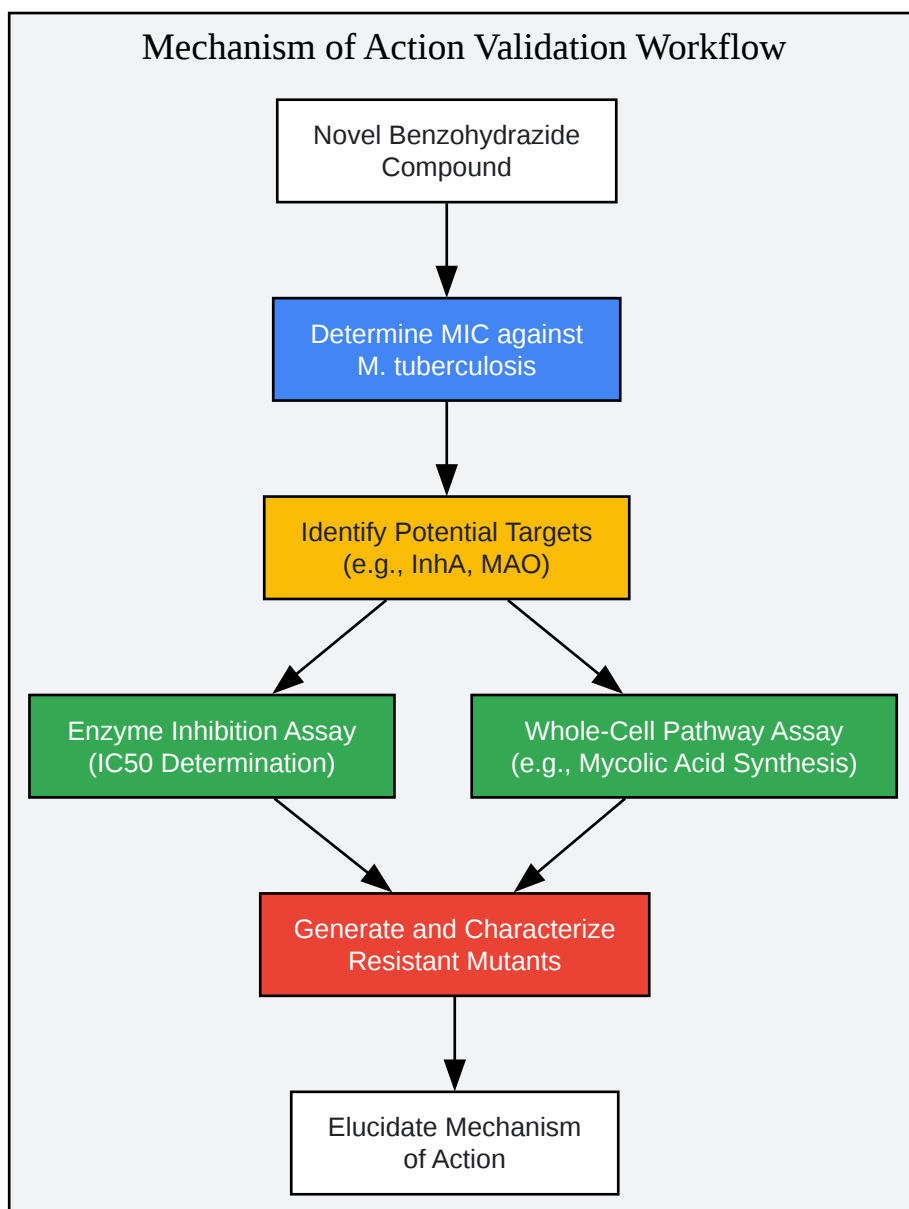 Mechanism of Action Validation Workflow
Novel Benzohydrazide
Compound
Determine MIC against
M. tuberculosis
Identify Potential Targets
(e.g., InhA, MAO)
Enzyme Inhibition Assay
(IC50 Determination)
Whole-Cell Pathway Assay
(e.g., Mycolic Acid Synthesis)
Generate and Characterize
Resistant Mutants
Elucidate Mechanism
of Action